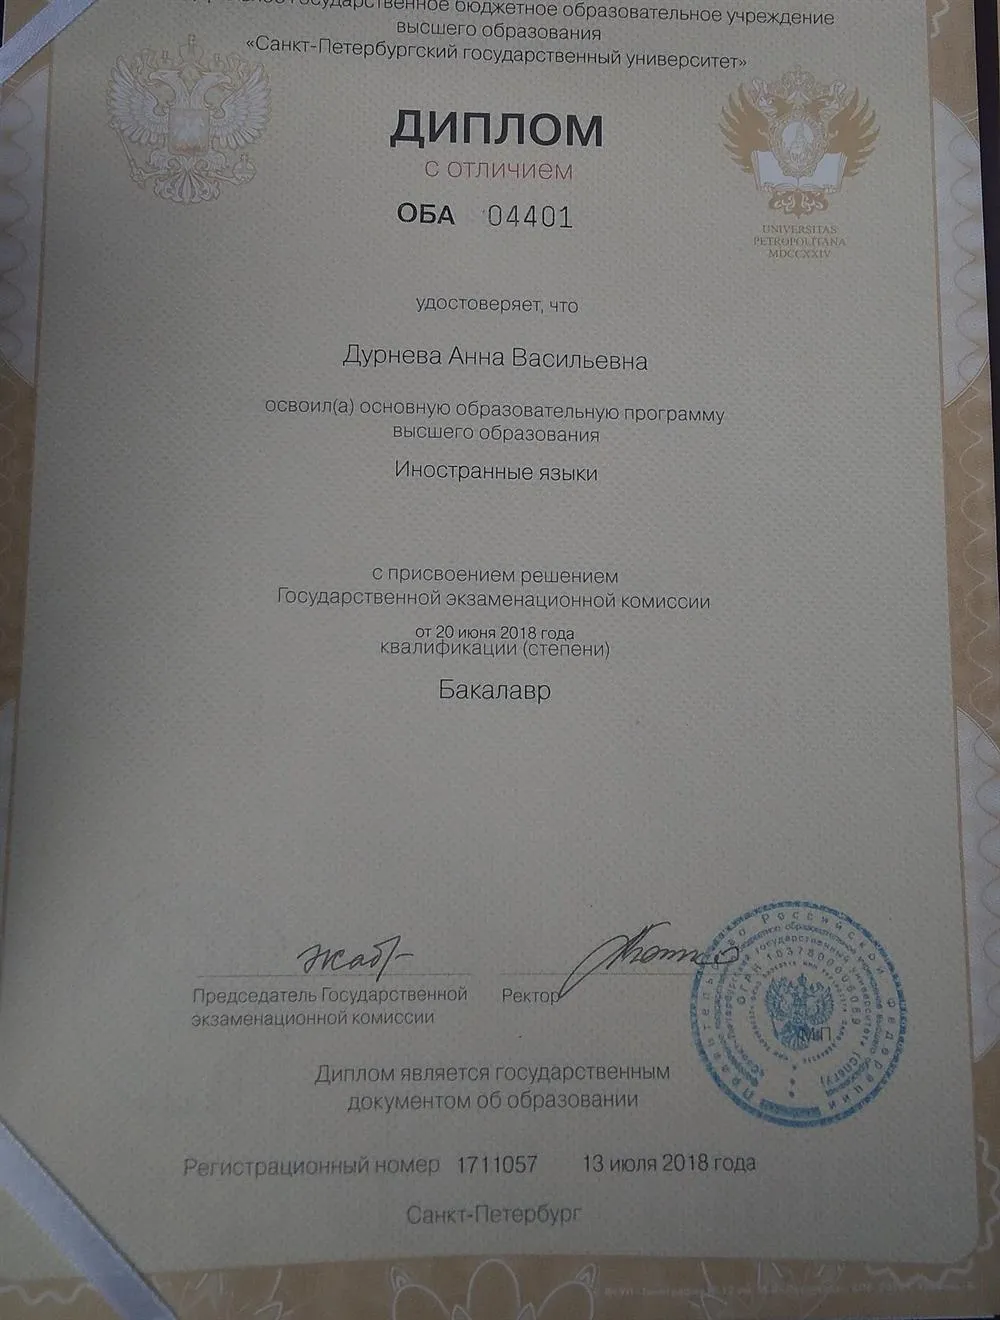 государственное бюджетное образовательное учреждение
высшего образования
«Санкт-Петербургский государственный университет»
ДИПЛОМ
с отличием
ОБА 04401
UNIVERSITAS
PETROPOLITANA
MDCCXXIV
удостоверяет, что
Дурнева Анна Васильевна
освоил(а) основную образовательную программу
высшего образования
Иностранные языки
с присвоением решением
Государственной экзаменационной комиссии
от 20 июня 2018 года
квалификации (степени)
Бакалавр
Председатель Государственной
экзаменационной комиссии
Ректор
М.П.
Диплом является государственным
документом об образовании
Регистрационный номер 1711057 13 июля 2018 года
Санкт-Петербург